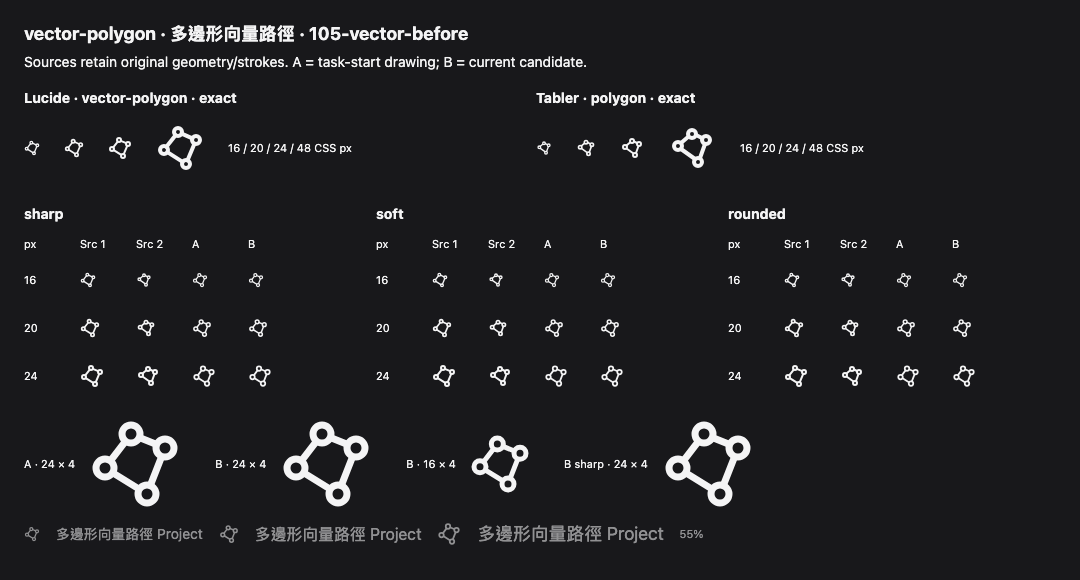 vector-polygon · 多邊形向量路徑 · 105-vector-before
Sources retain original geometry/strokes. A = task-start drawing; B = current candidate.
Lucide · vector-polygon · exact
16 / 20 / 24 / 48 CSS px
Tabler · polygon · exact
16 / 20 / 24 / 48 CSS px
sharp
px Src 1 Src 2 A B
16
20
24
soft
px Src 1 Src 2 A B
16
20
24
rounded
px Src 1 Src 2 A B
16
20
24
A · 24 × 4
B · 24 × 4
B · 16 × 4
B sharp · 24 × 4
多邊形向量路徑 Project
多邊形向量路徑 Project
多邊形向量路徑 Project
55%